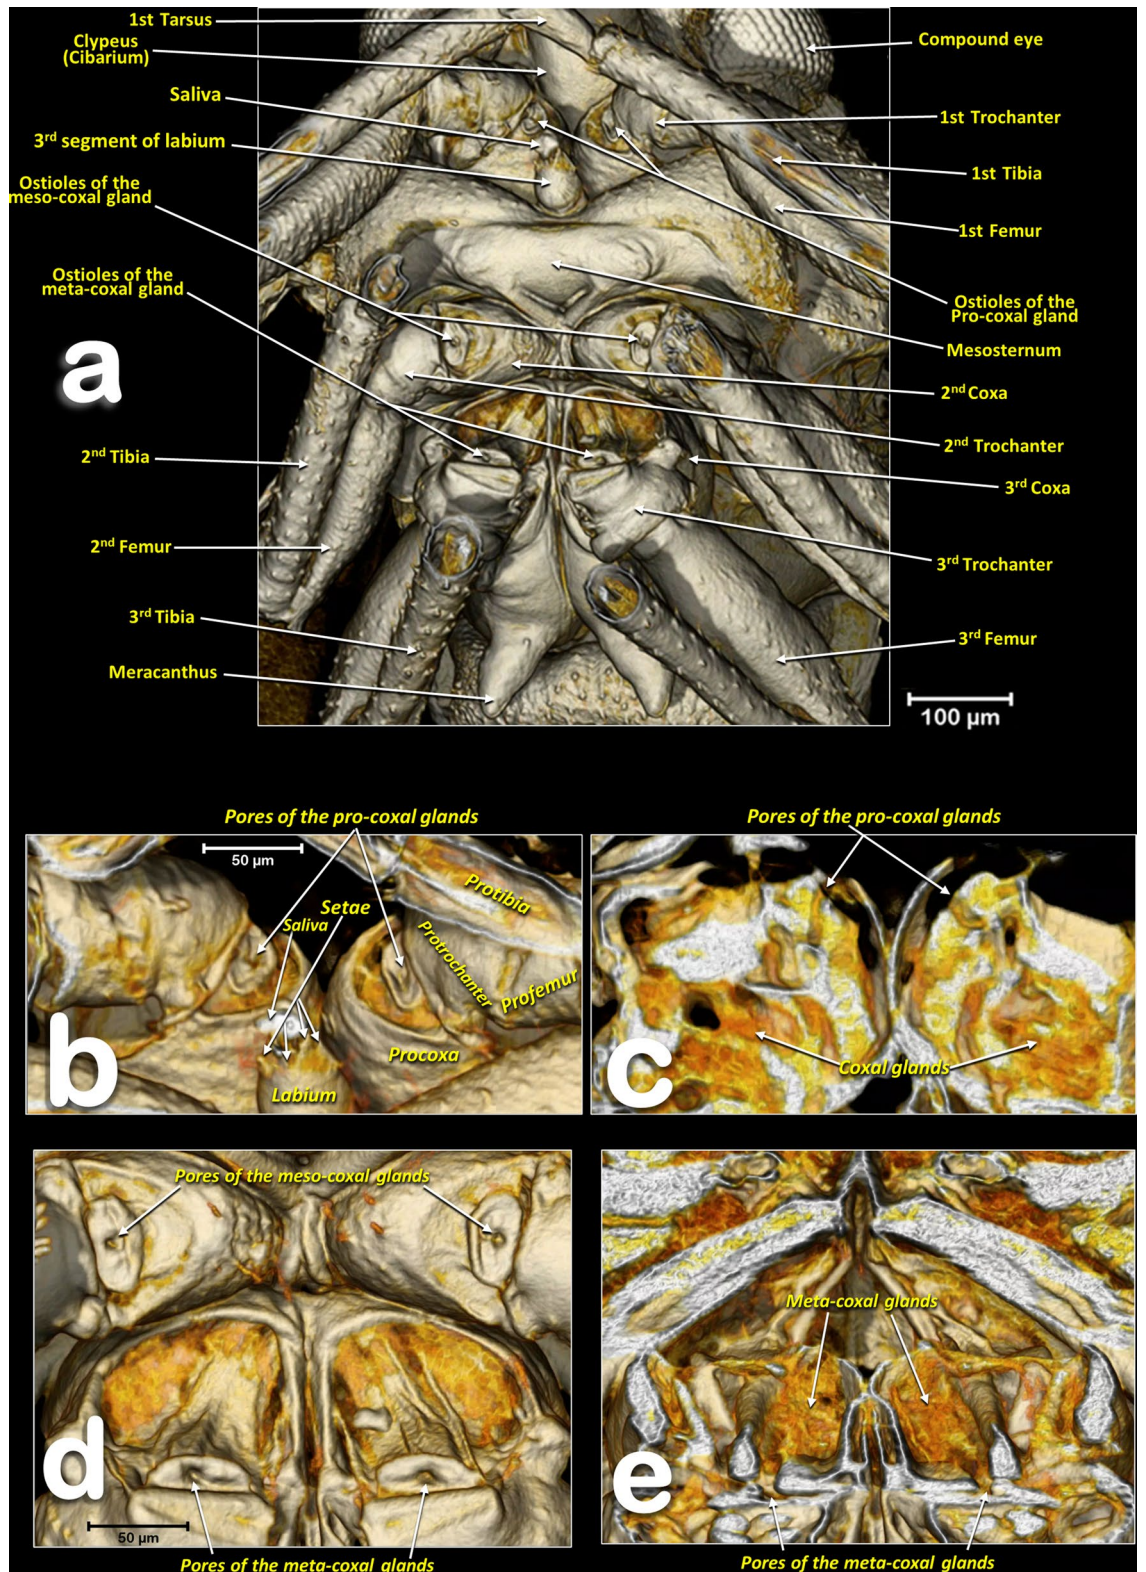 1st Tarsus
Clypeus
(Cibarium)
Saliva
3rd segment of labium
Ostioles of the
meso-coxal gland
Ostioles of the
meta-coxal gland
a
2nd Tibia
2nd Femur
3rd Tibia
Meracanthus
Compound eye
1st Trochanter
1st Tibia
1st Femur
Ostioles of the
Pro-coxal gland
Mesosternum
2nd Coxa
2nd Trochanter
3rd Coxa
3rd Trochanter
3rd Femur
100 µm
Pores of the pro-coxal glands
50 µm
Protibia
Setae
Saliva
Protrochanter
Profemur
Procoxa
Labium
b
Pores of the pro-coxal glands
Coxal glands
c
Pores of the meso-coxal glands
d
50 µm
Pores of the meta-coxal glands
Meta-coxal glands
e
Pores of the meta-coxal glands